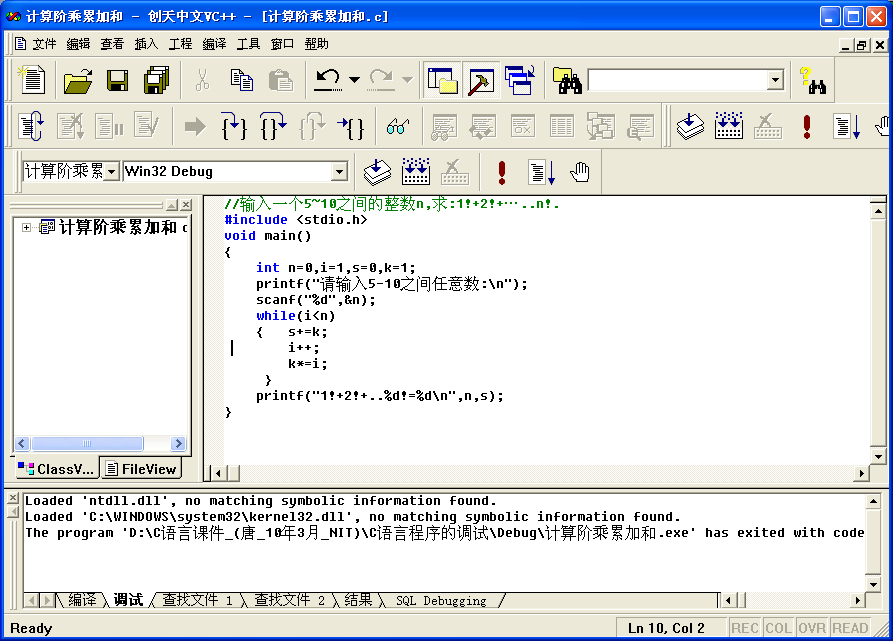 计算阶乘累加和 - 创天中文VC++ - [计算阶乘累加和.c]
文件 编辑 查看 插入 工程 编译 工具 窗口 帮助
计算阶乘累 Win32 Debug
计算阶乘累加和 c
ClassV... FileView
//输入一个5~10之间的整数n,求:1!+2!+…..n!.
#include <stdio.h>
void main()
{
int n=0,i=1,s=0,k=1;
printf("请输入5-10之间任意数:\n");
scanf("%d",&n);
while(i<n)
{ s+=k;
i++;
k*=i;
}
printf("1!+2!+..%d!=%d\n",n,s);
}
Loaded 'ntdll.dll', no matching symbolic information found.
Loaded 'C:\WINDOWS\system32\kernel32.dll', no matching symbolic information found.
The program 'D:\C语言课件_(唐_10年3月_NIT)\C语言程序的调试\Debug\计算阶乘累加和.exe' has exited with code
编译 调试 查找文件 1 查找文件 2 结果 SQL Debugging
Ready Ln 10, Col 2 REC COL OVR READ